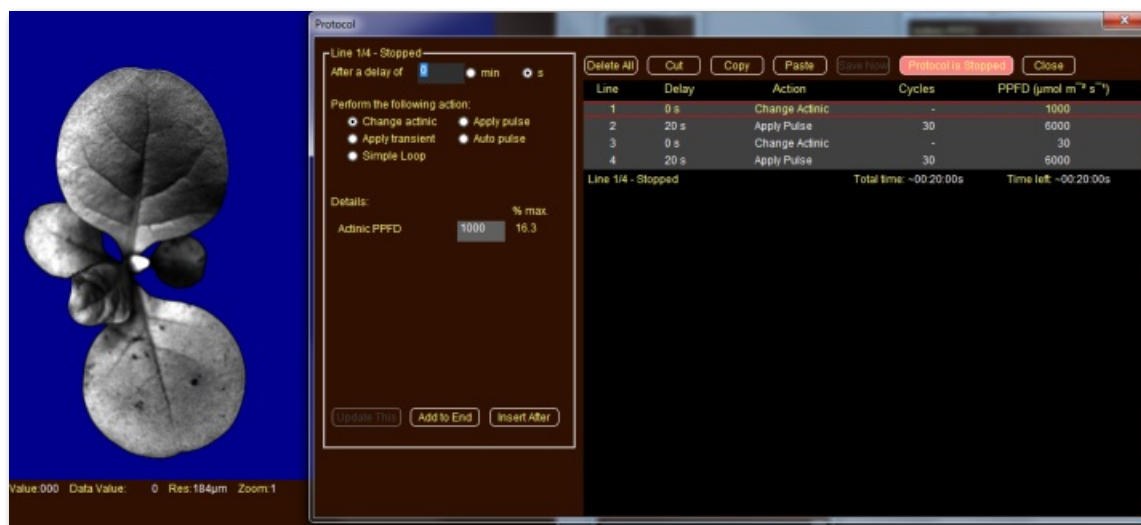 Protocol
Line 1/4 - Stopped
After a delay of 0 min s
Perform the following action:
Change actinic Apply pulse
Apply transient Auto pulse
Simple Loop
Details:
% max.
Actinic PPFD 1000 16.3
Update This Add to End Insert After
Delete All Cut Copy Paste Save Now Protocol is Stopped Close
Line Delay Action Cycles PPFD (µmol m⁻² s⁻¹)
1 0 s Change Actinic - 1000
2 20 s Apply Pulse 30 6000
3 0 s Change Actinic - 30
4 20 s Apply Pulse 30 6000
Line 1/4 - Stopped Total time: ~00:20:00s Time left: ~00:20:00s
Value:000 Data Value: 0 Res:184µm Zoom:1